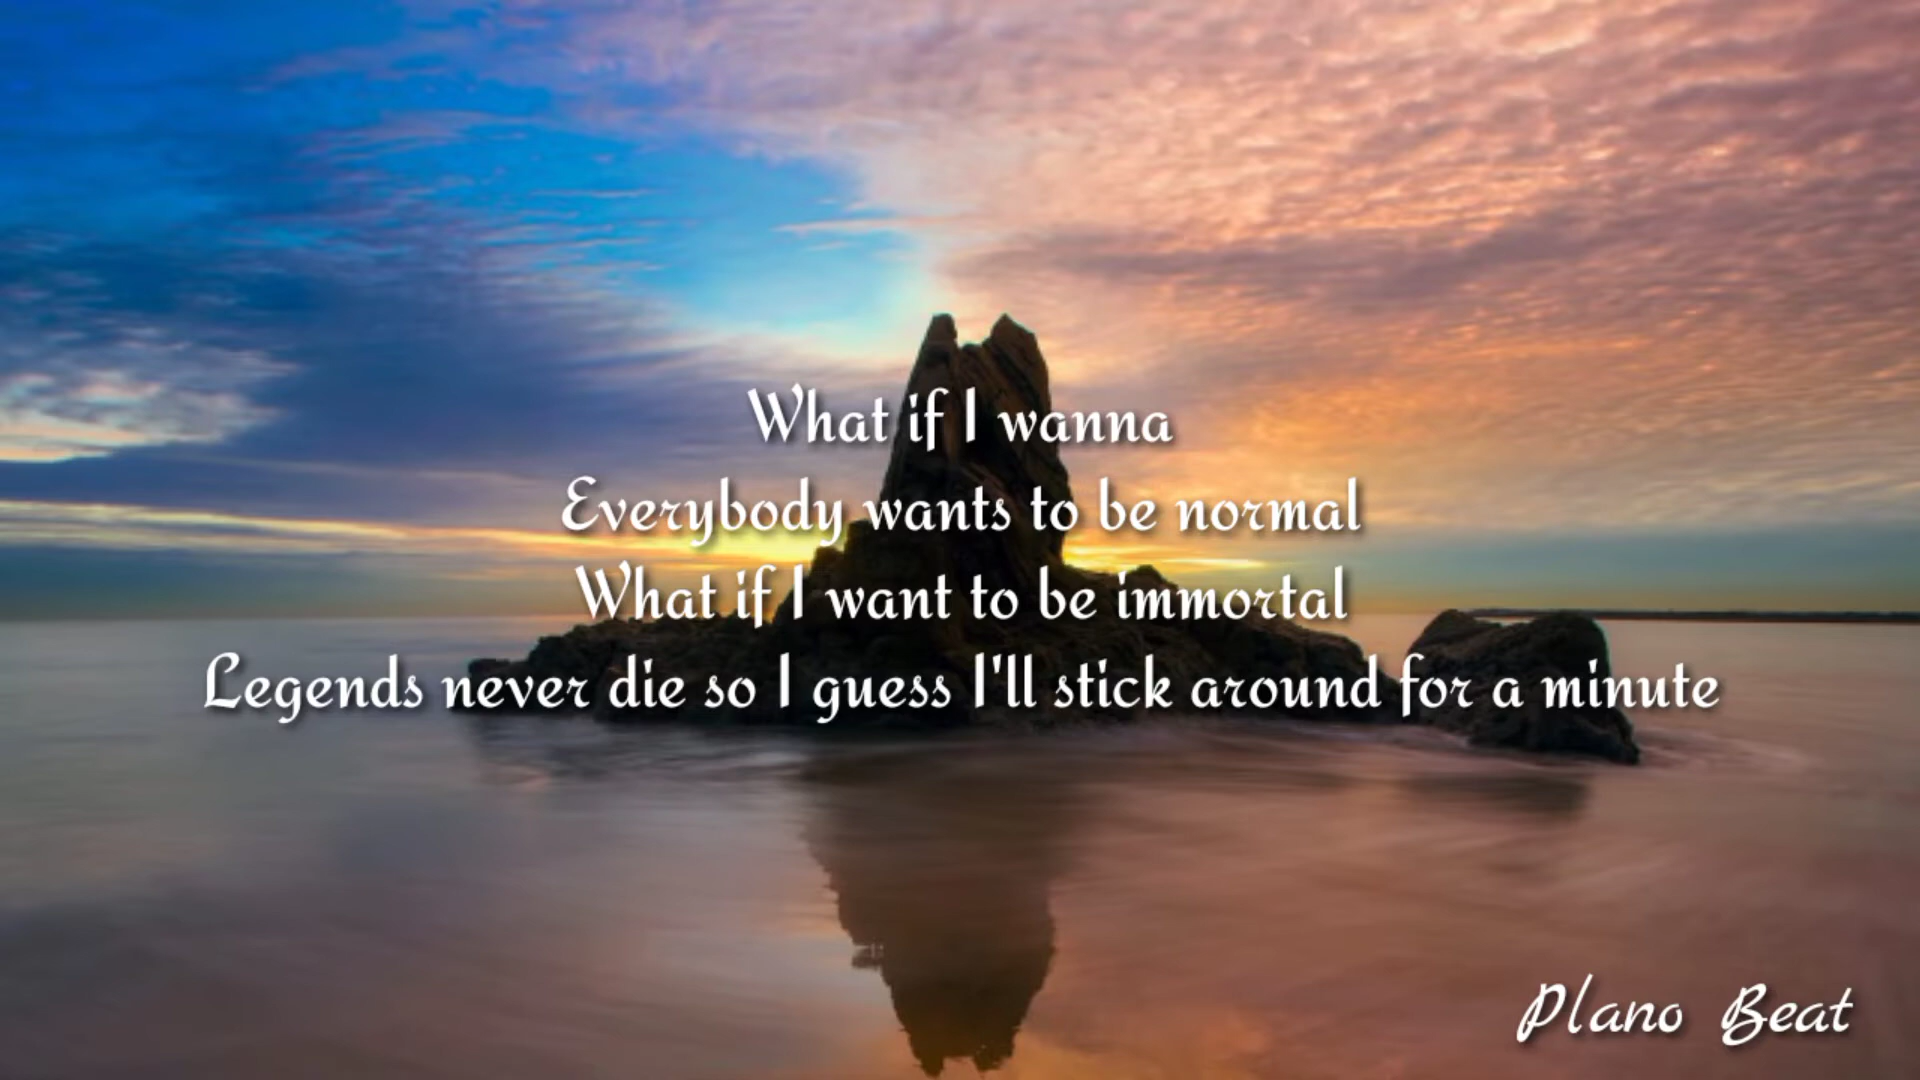 What if I wanna
Everybody wants to be normal
What if I want to be immortal
Legends never die so I guess I'll stick around for a minute
Plano Beat